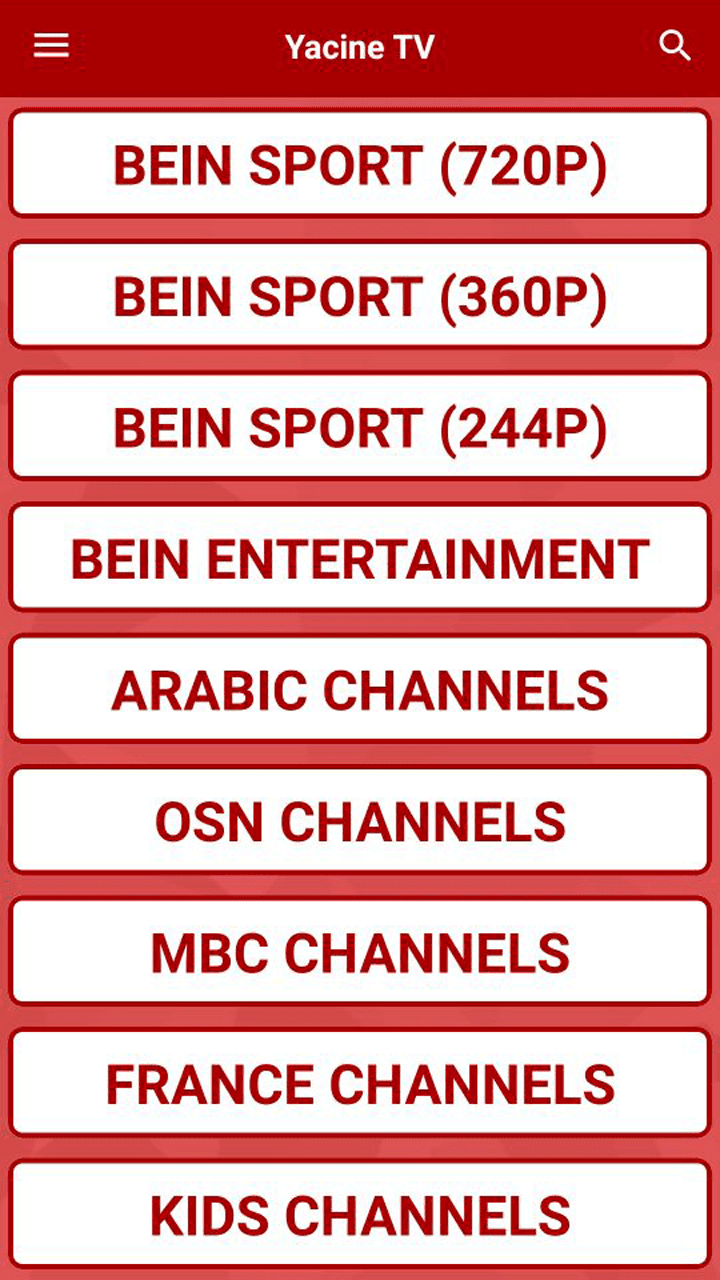 Yacine TV
BEIN SPORT (720P)
BEIN SPORT (360P)
BEIN SPORT (244P)
BEIN ENTERTAINMENT
ARABIC CHANNELS
OSN CHANNELS
MBC CHANNELS
FRANCE CHANNELS
KIDS CHANNELS